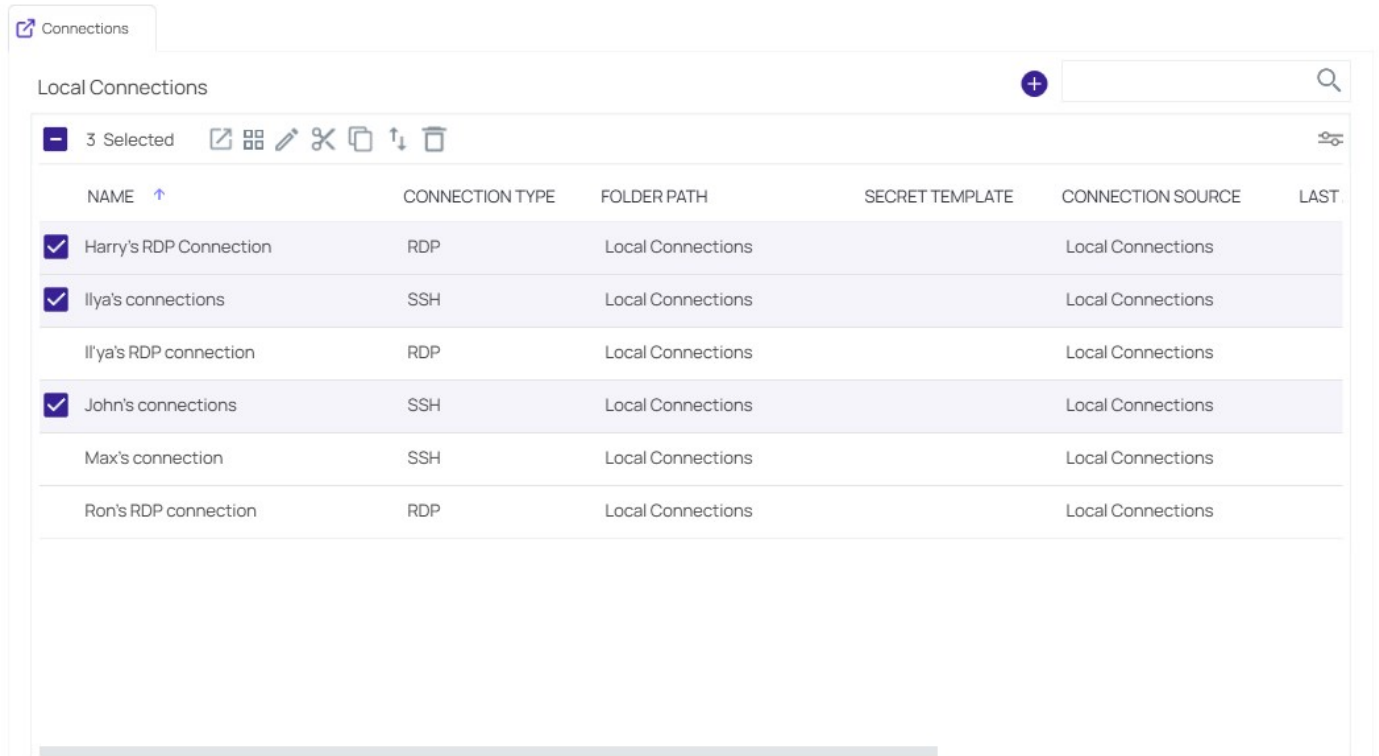 Connections
Local Connections
3 Selected
NAME CONNECTION TYPE FOLDER PATH SECRET TEMPLATE CONNECTION SOURCE LAST
Harry's RDP Connection RDP Local Connections Local Connections
Ilya's connections SSH Local Connections Local Connections
Il'ya's RDP connection RDP Local Connections Local Connections
John's connections SSH Local Connections Local Connections
Max's connection SSH Local Connections Local Connections
Ron's RDP connection RDP Local Connections Local Connections